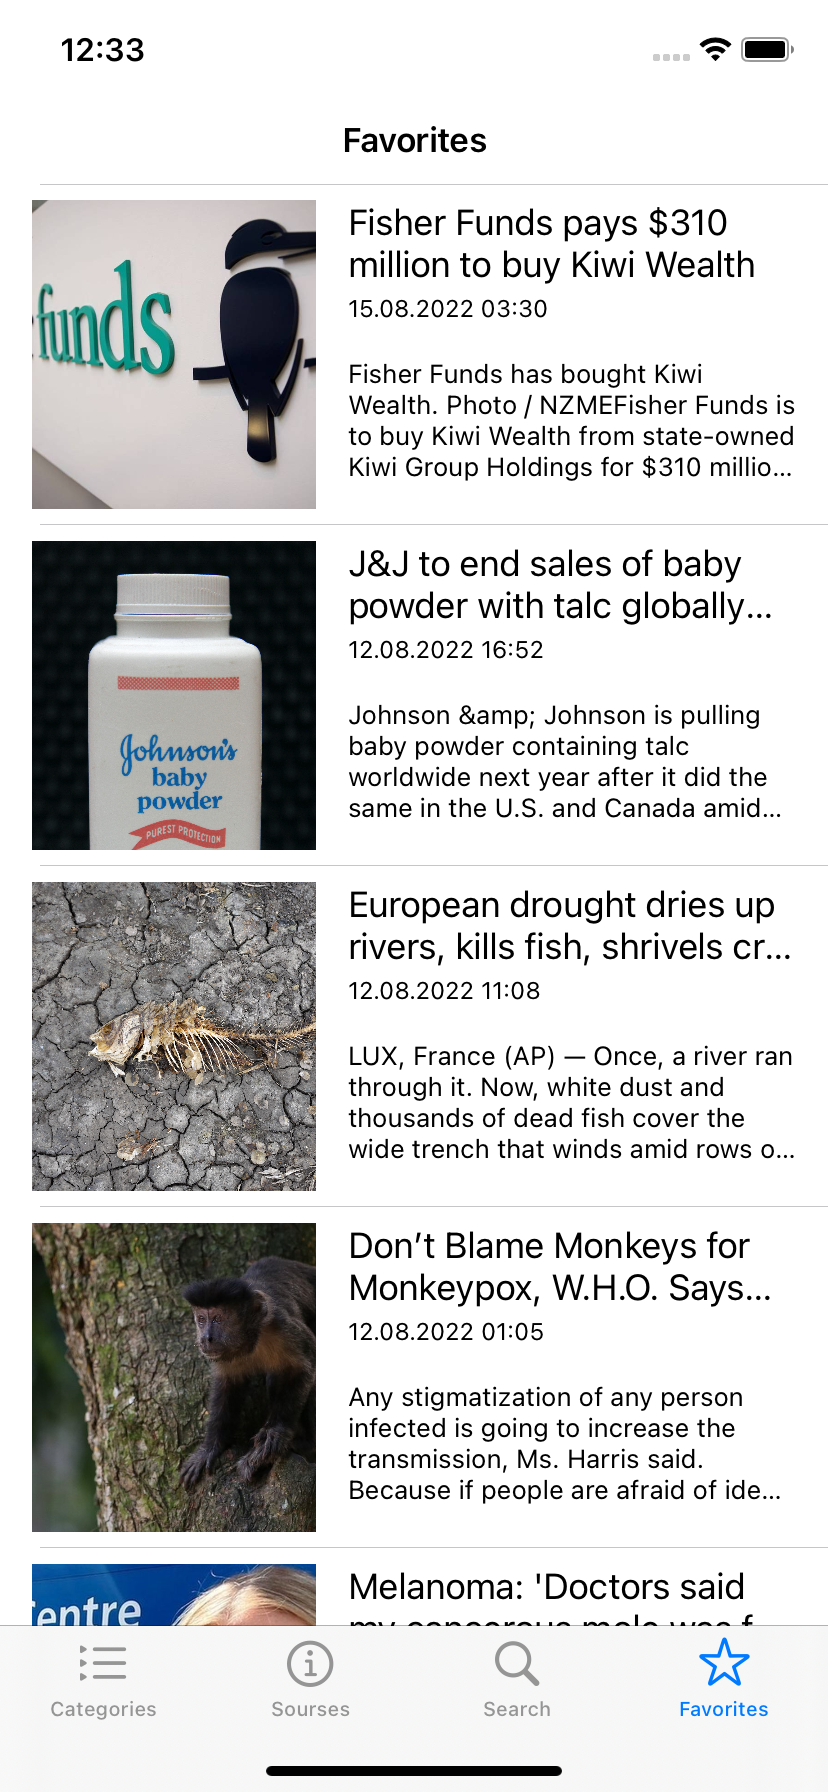 12:33
Favorites
funds
Fisher Funds pays $310
million to buy Kiwi Wealth
15.08.2022 03:30
Fisher Funds has bought Kiwi
Wealth. Photo / NZMEFisher Funds is
to buy Kiwi Wealth from state-owned
Kiwi Group Holdings for $310 millio...
Johnson's
baby
powder
PUREST PROTECTION
J&J to end sales of baby
powder with talc globally...
12.08.2022 16:52
Johnson &amp; Johnson is pulling
baby powder containing talc
worldwide next year after it did the
same in the U.S. and Canada amid...
European drought dries up
rivers, kills fish, shrivels cr...
12.08.2022 11:08
LUX, France (AP) — Once, a river ran
through it. Now, white dust and
thousands of dead fish cover the
wide trench that winds amid rows o...
Don’t Blame Monkeys for
Monkeypox, W.H.O. Says...
12.08.2022 01:05
Any stigmatization of any person
infected is going to increase the
transmission, Ms. Harris said.
Because if people are afraid of ide...
entre
Melanoma: 'Doctors said
my cancerous mole was f
Categories
Sourses
Search
Favorites